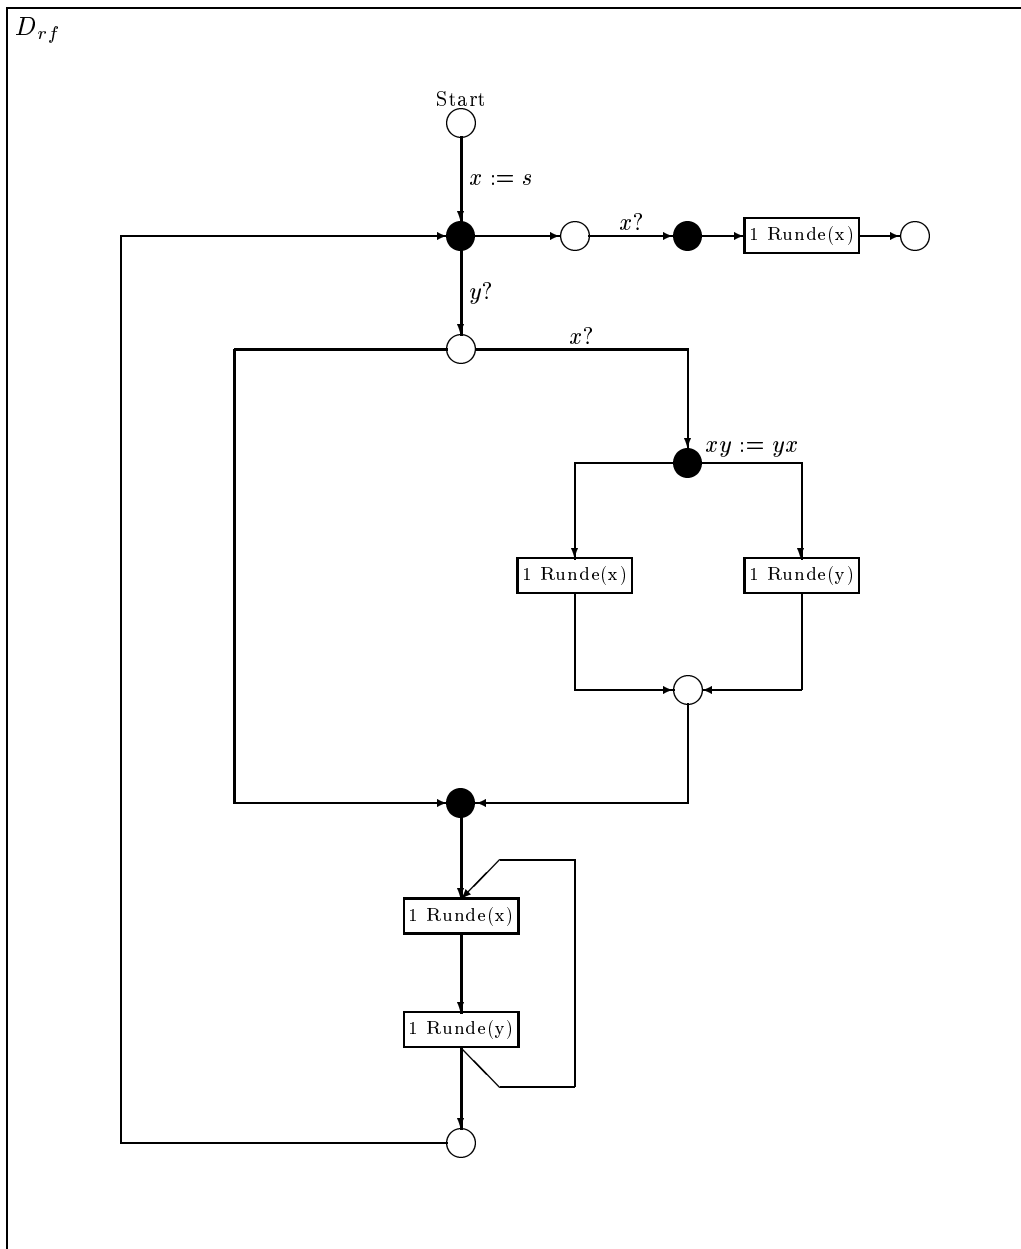 D_{rf}
Start
x := s
x?
1 Runde(x)
y?
x?
xy := yx
1 Runde(x)
1 Runde(y)
1 Runde(x)
1 Runde(y)